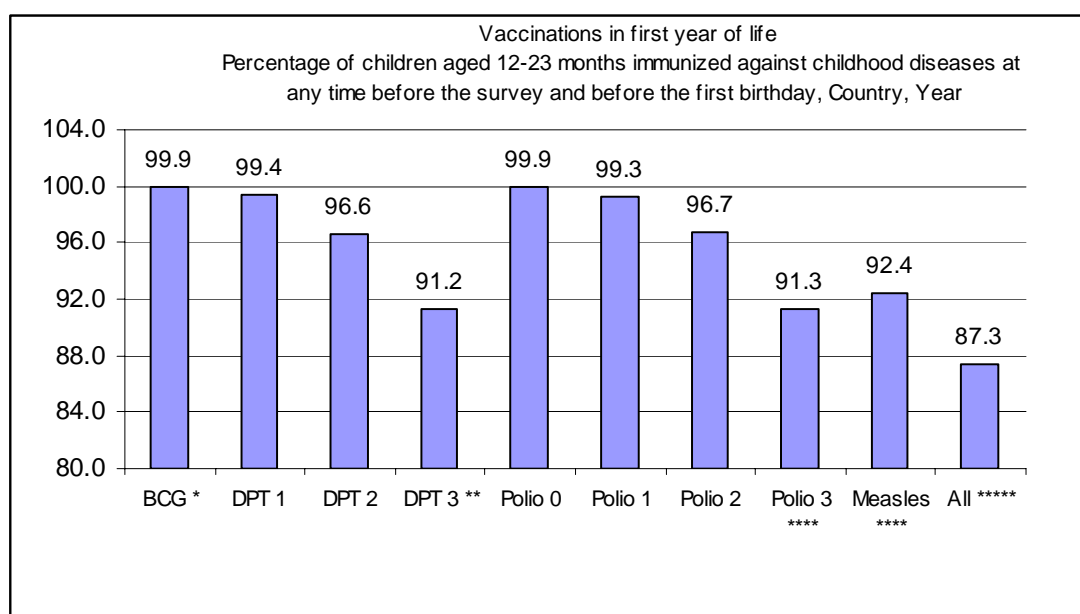 Vaccinations in first year of life
Percentage of children aged 12-23 months immunized against childhood diseases at
any time before the survey and before the first birthday, Country, Year
104.0
100.0
96.0
92.0
88.0
84.0
80.0
99.9
99.4
96.6
91.2
99.9
99.3
96.7
91.3
92.4
87.3
BCG *
DPT 1
DPT 2
DPT 3 **
Polio 0
Polio 1
Polio 2
Polio 3
****
Measles
****
All *****